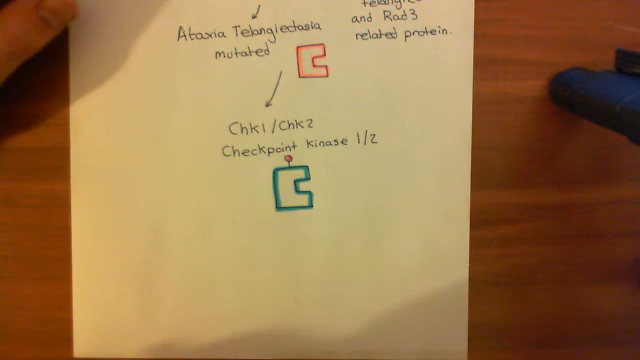 Ataxia Telangiectasia
mutated
and Rad3
related protein.
Chk1/Chk2
Checkpoint kinase 1/2